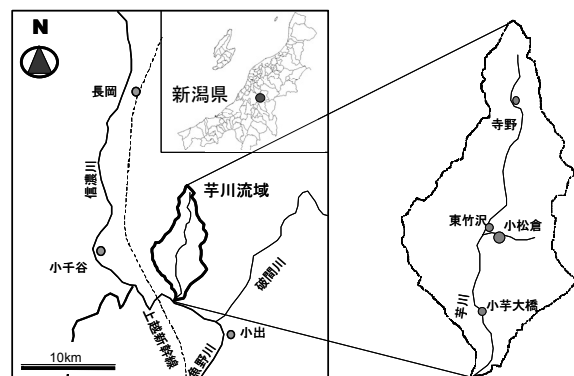 N
長岡
新潟県
信濃川
芋川流域
小千谷
破間川
上越新幹線
小出
魚野川
10km
寺野
東竹沢
小松倉
芋川
小芋大橋